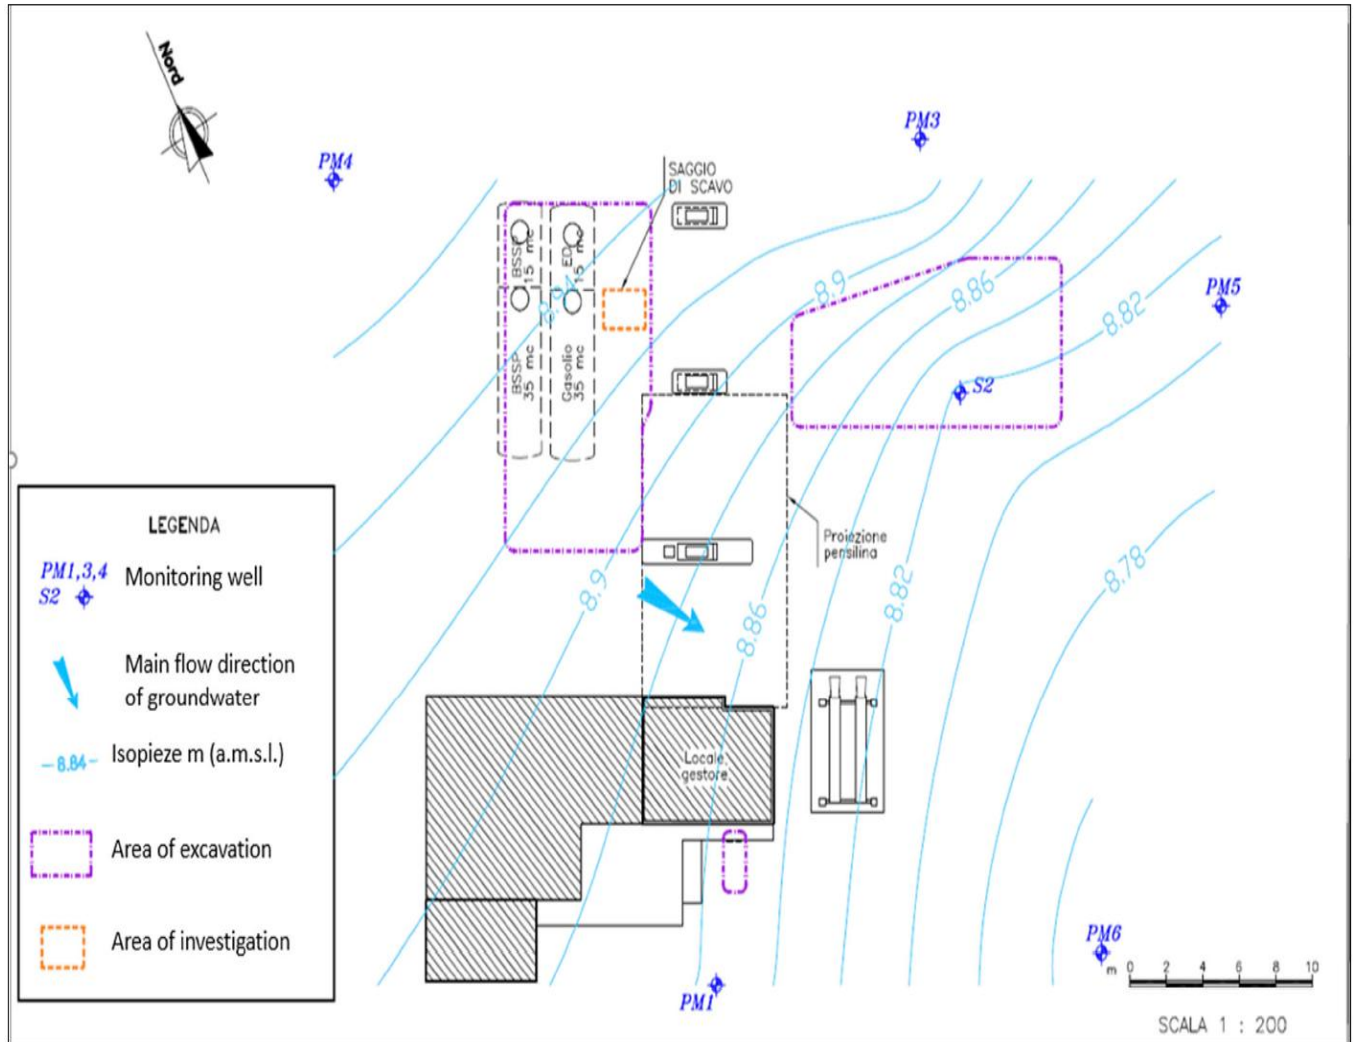 Nord
PM4
PM3
SAGGIO
DI SCAVO
BSSP
15 mc
ED
15 mc
8.94
8.9
8.86
8.82
PM5
BSSP
35 mc
Gasolio
35 mc
S2
Proiezione
pensilina
8.9
8.86
8.82
8.78
Locale
gestore
PM1
PM6
m 0 2 4 6 8 10
SCALA 1 : 200
LEGENDA
PM1,3,4
S2
Monitoring well
Main flow direction
of groundwater
8.84
Isopieze m (a.m.s.l.)
Area of excavation
Area of investigation